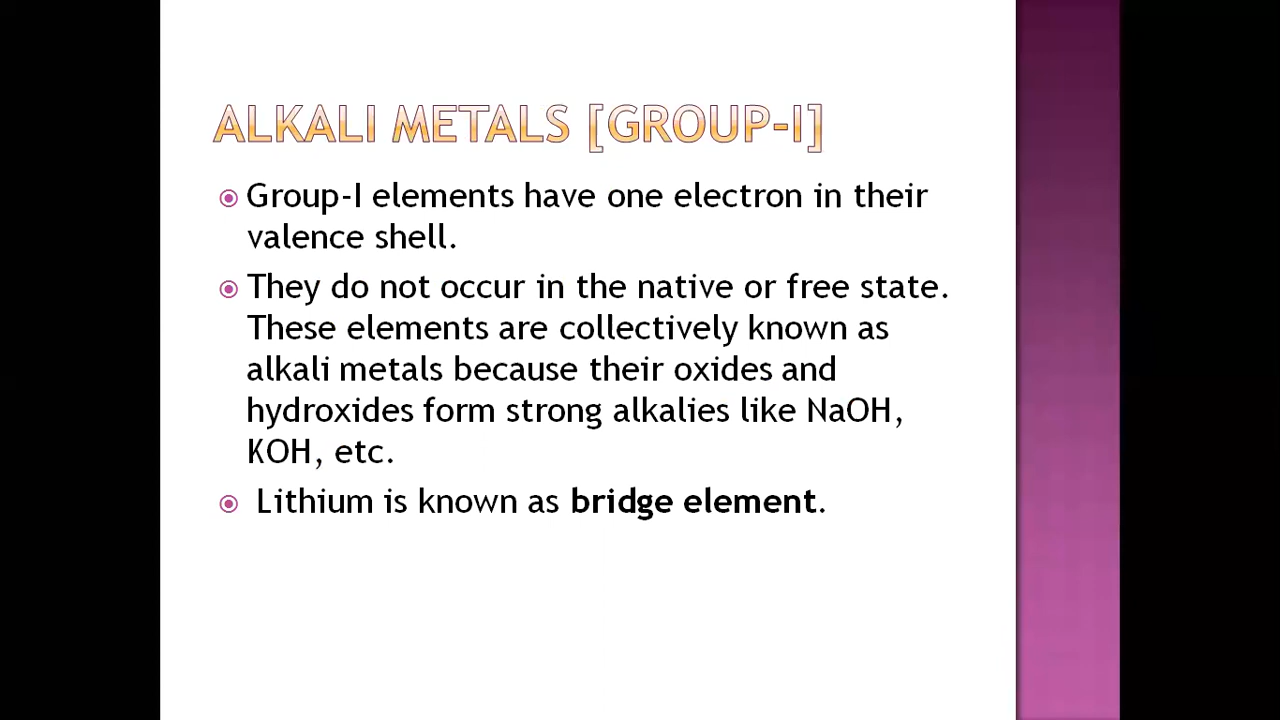 ALKALI METALS [GROUP-I]
Group-I elements have one electron in their
valence shell.
They do not occur in the native or free state.
These elements are collectively known as
alkali metals because their oxides and
hydroxides form strong alkalies like NaOH,
KOH, etc.
Lithium is known as bridge element.